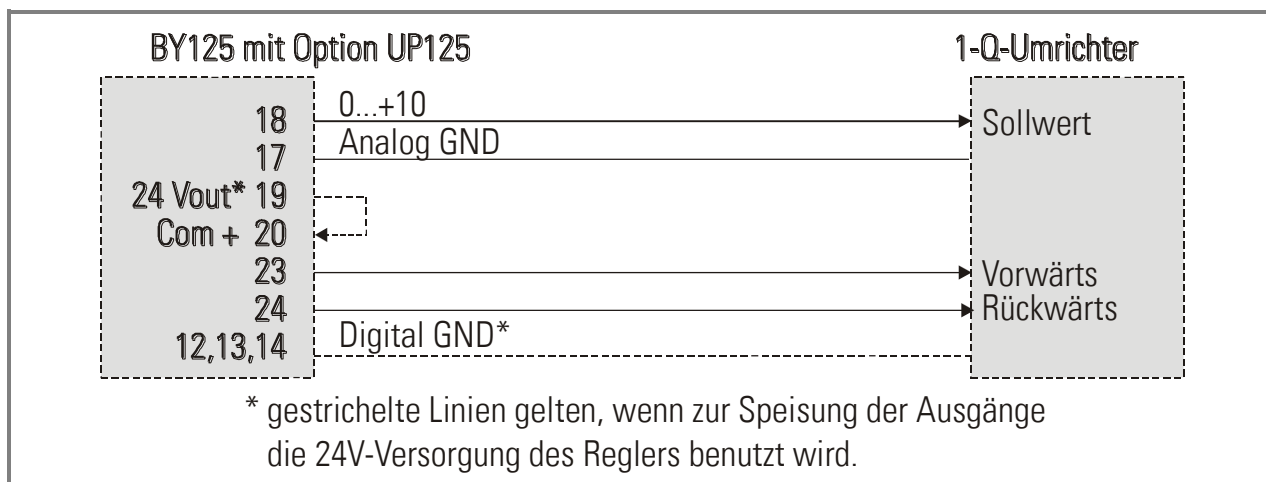 BY125 mit Option UP125
1-Q-Umrichter
18
0...+10
Sollwert
17
Analog GND
24 Vout* 19
Com + 20
23
Vorwärts
24
Rückwärts
12,13,14
Digital GND*
* gestrichelte Linien gelten, wenn zur Speisung der Ausgänge
die 24V-Versorgung des Reglers benutzt wird.